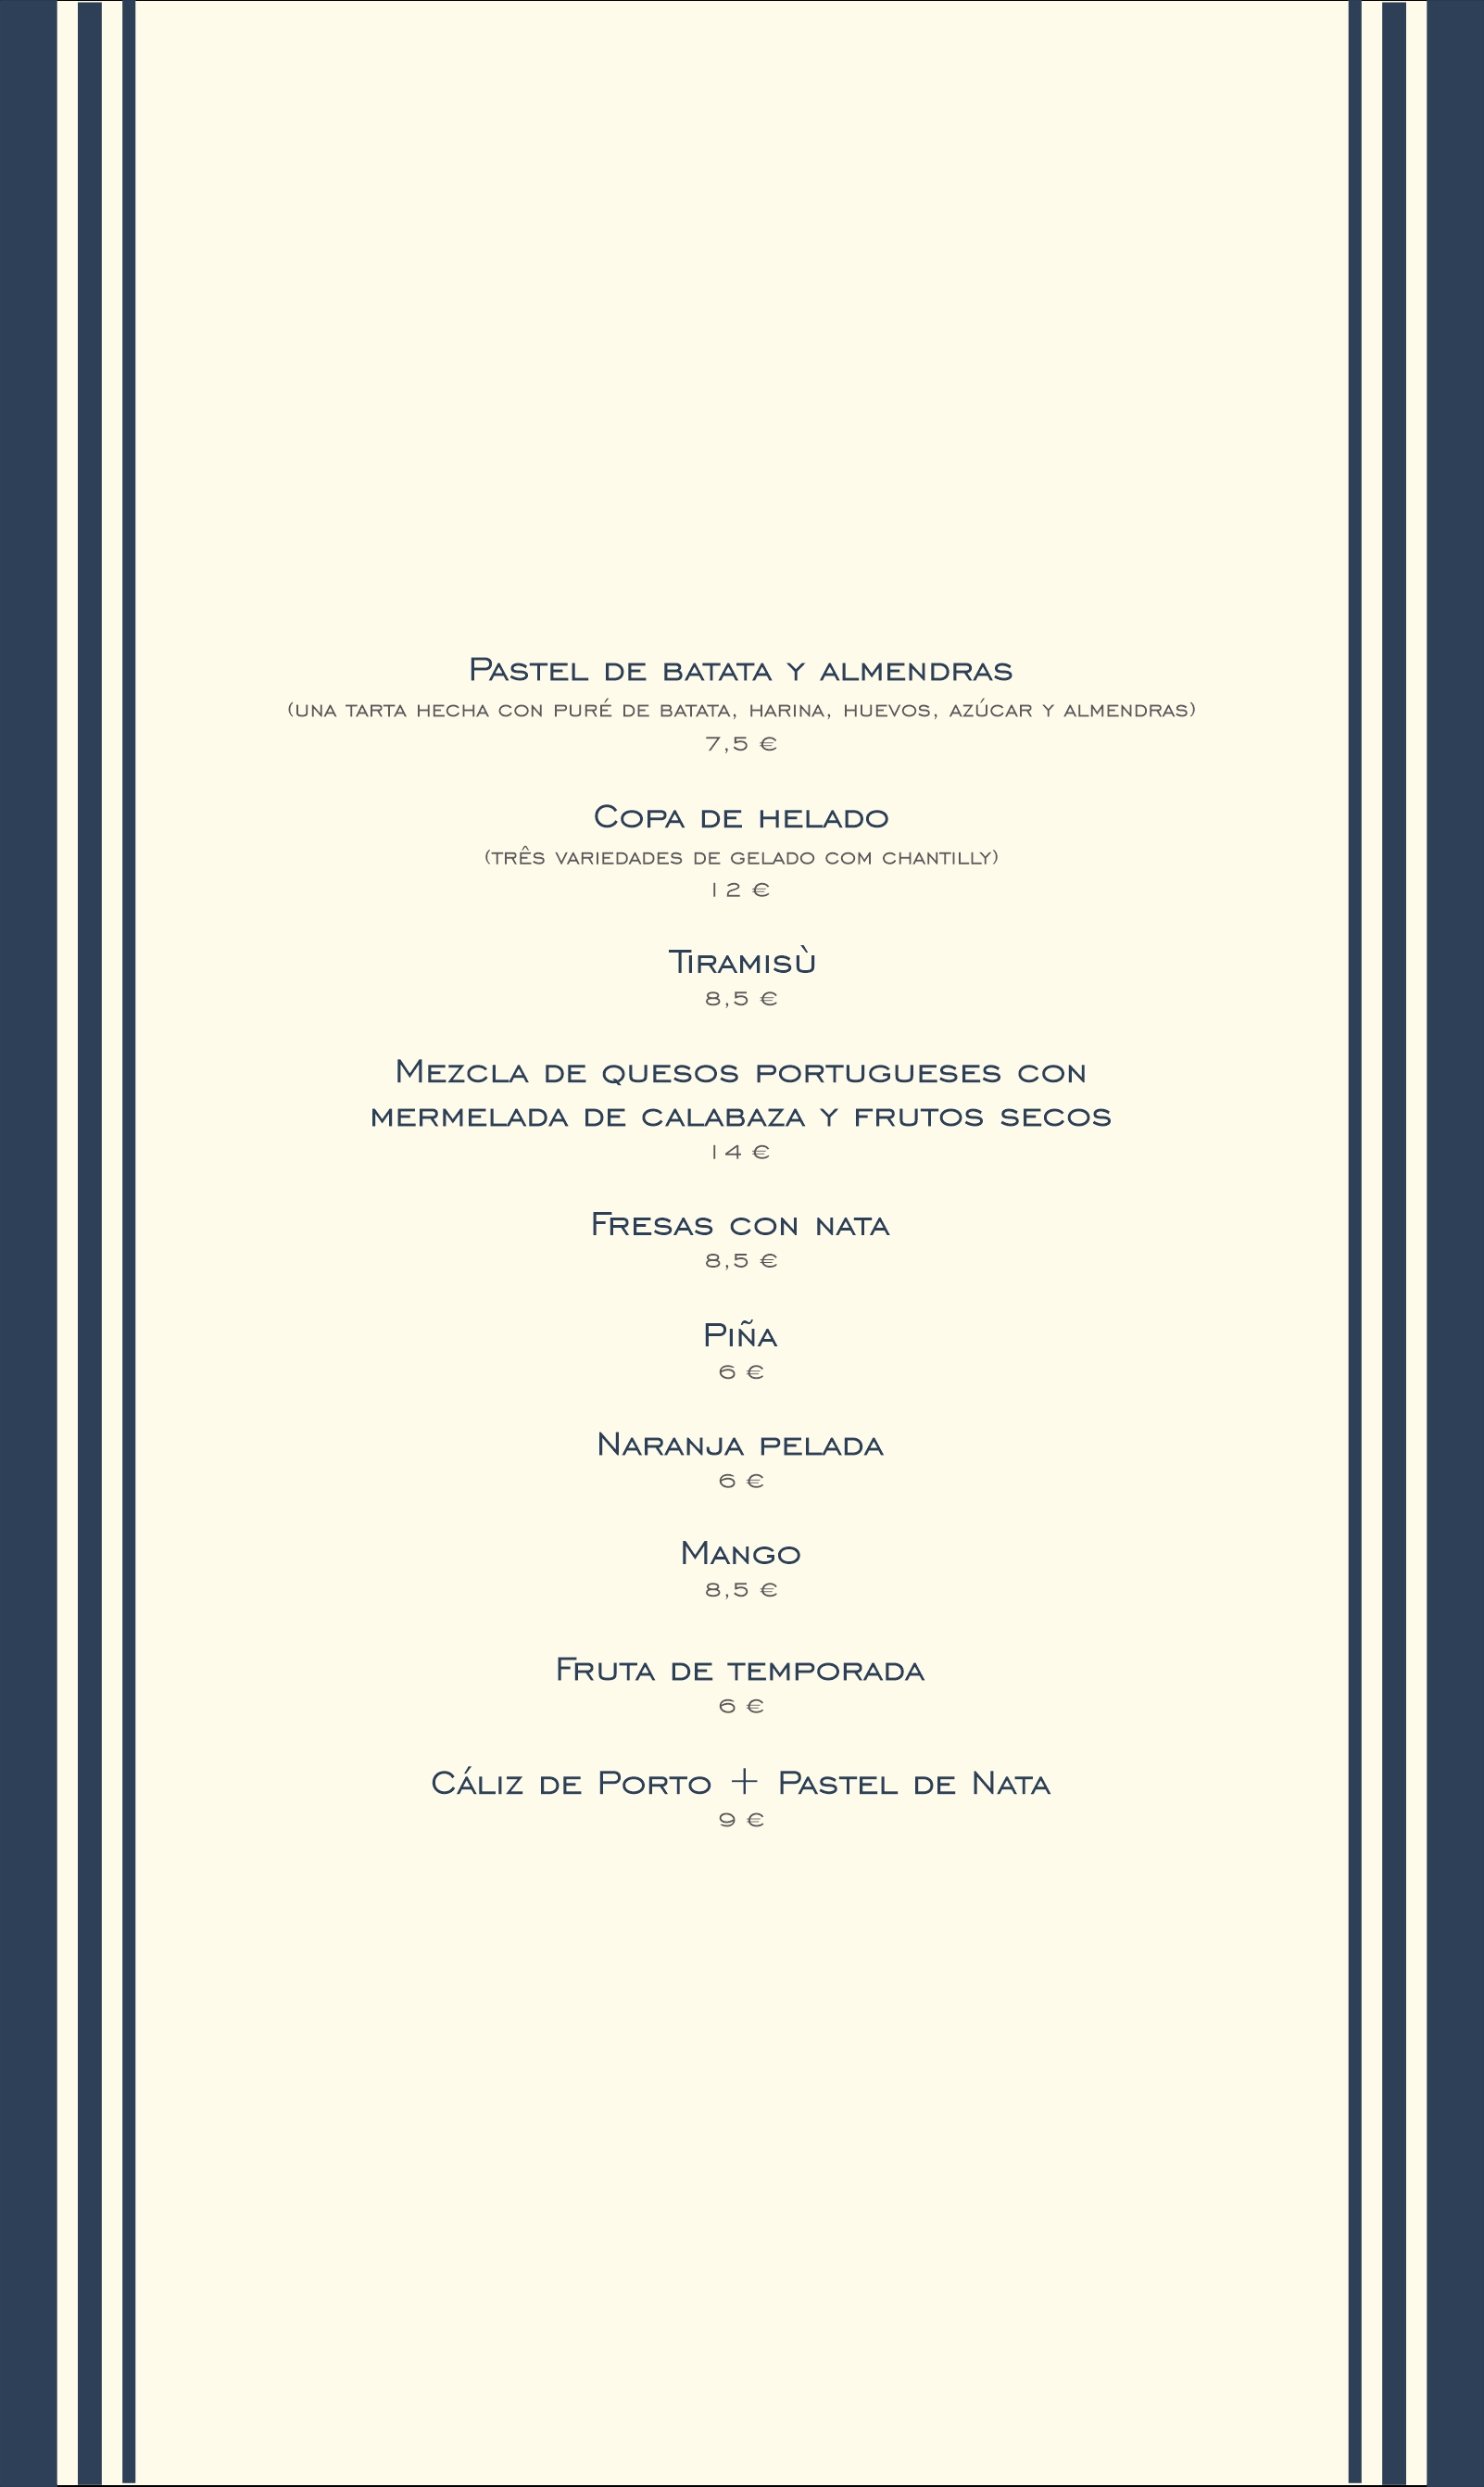 Pastel de batata y almendras
(una tarta hecha con puré de batata, harina, huevos, azúcar y almendras)
7,5 €
Copa de helado
(três variedades de gelado com chantilly)
12 €
Tiramisù
8,5 €
Mezcla de quesos portugueses con
mermelada de calabaza y frutos secos
14 €
Fresas con nata
8,5 €
Piña
6 €
Naranja pelada
6 €
Mango
8,5 €
Fruta de temporada
6 €
Cáliz de Porto + Pastel de Nata
9 €